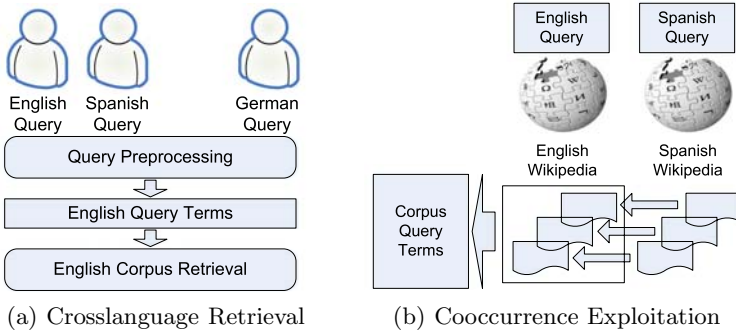 English
Query
Spanish
Query
German
Query
Query Preprocessing
English Query Terms
English Corpus Retrieval
(a) Crosslanguage Retrieval
English
Query
Spanish
Query
English
Wikipedia
Spanish
Wikipedia
Corpus
Query
Terms
(b) Cooccurrence Exploitation